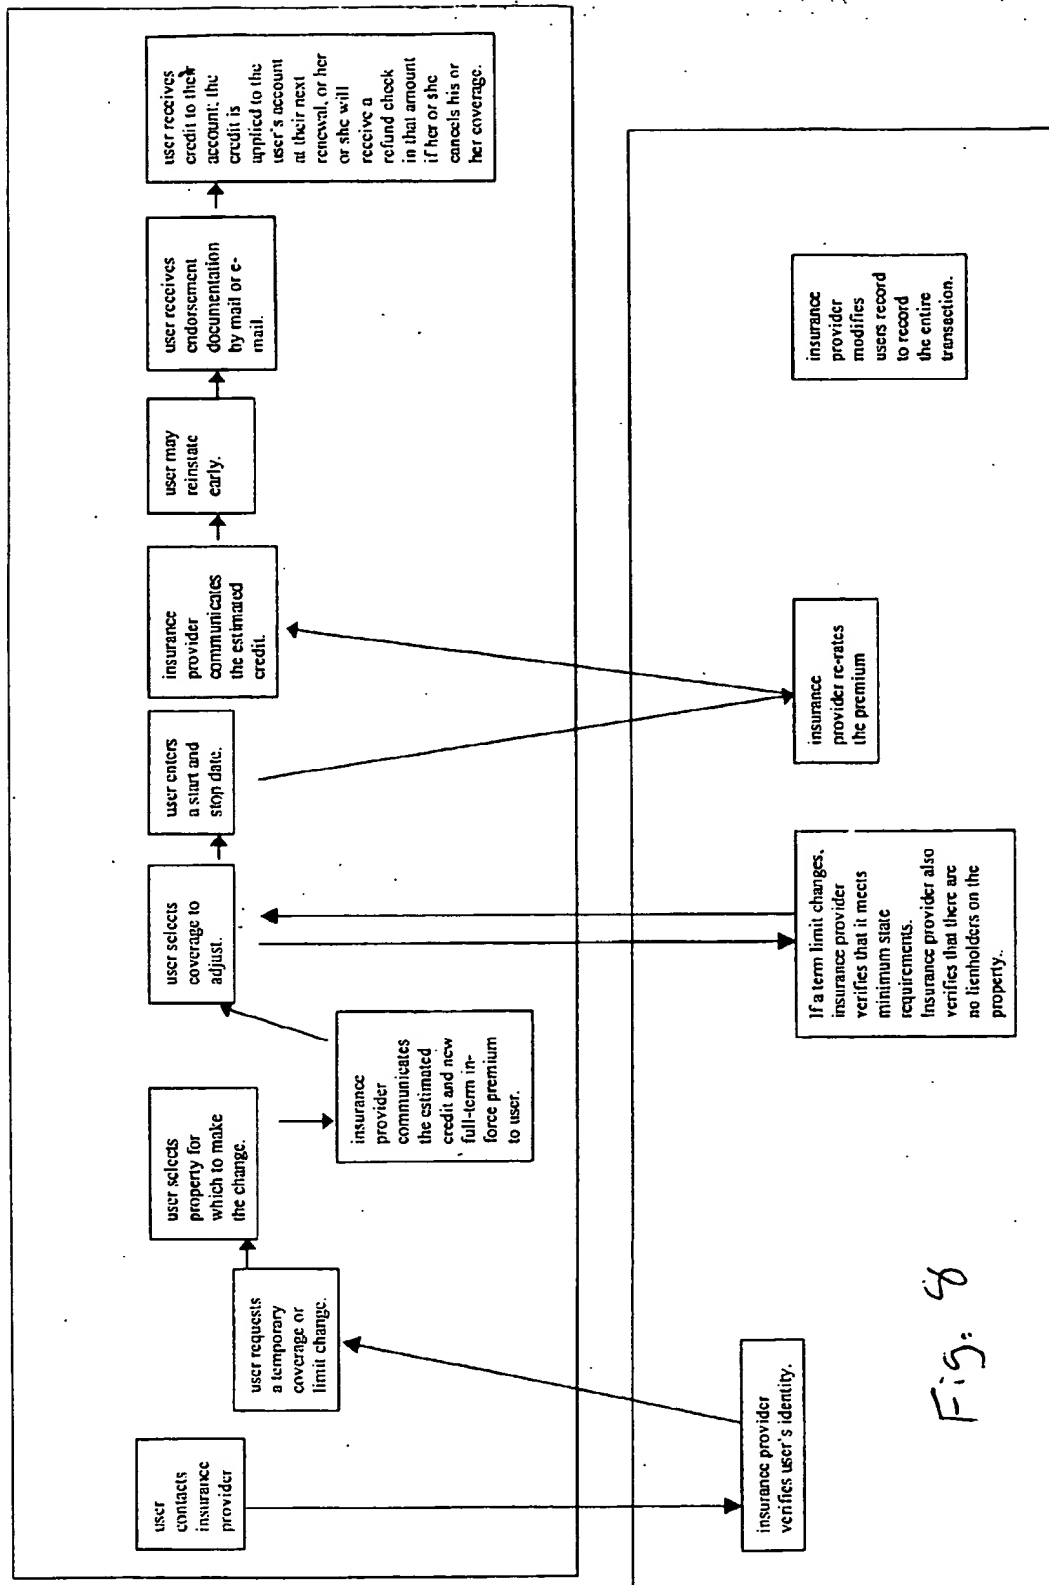 user
contacts
insurance
provider
insurance provider
verifies user's identity.
user requests
a temporary
coverage or
limit change.
user selects
property for
which to make
the change.
insurance
provider
communicates
the estimated
credit and new
full-term in-
force premium
to user.
user selects
coverage to
adjust.
If a term limit changes,
insurance provider
verifies that it meets
minimum state
requirements.
Insurance provider also
verifies that there are
no lienholders on the
property..
user enters
a start and
stop date.
insurance
provider re-rates
the premium
insurance
provider
communicates
the estimated
credit.
user may
reinstate
early.
user receives
endorsement
documentation
by mail or e-
mail.
user receives
credit to their
account; the
credit is
applied to the
user's account
at their next
renewal, or her
or she will
receive a
refund check
in that amount
if her or she
cancels his or
her coverage.
insurance
provider
modifies
users record
to record
the entire
transaction.
Fig. 8